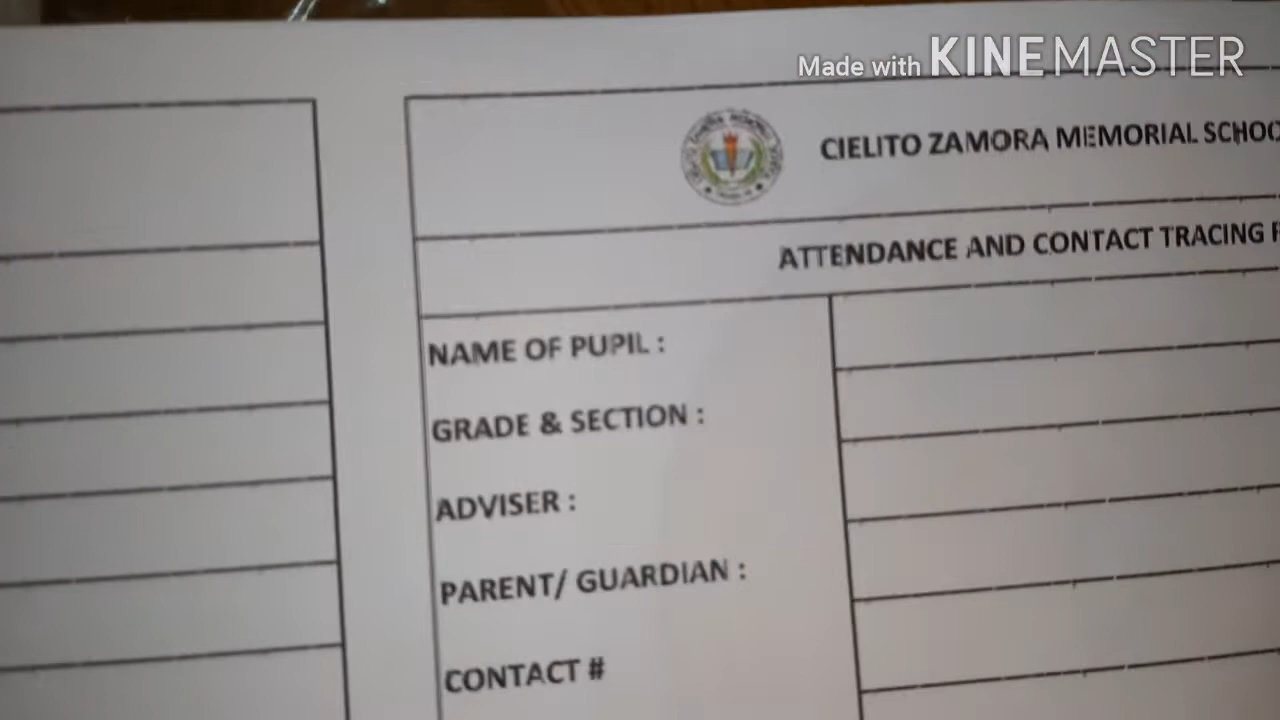 Made with KINEMASTER
CIELITO ZAMORA MEMORIAL
ATTENDANCE AND CONTACT TRACING
NAME OF PUPIL :
GRADE & SECTION :
ADVISER :
PARENT/ GUARDIAN :
CONTACT #